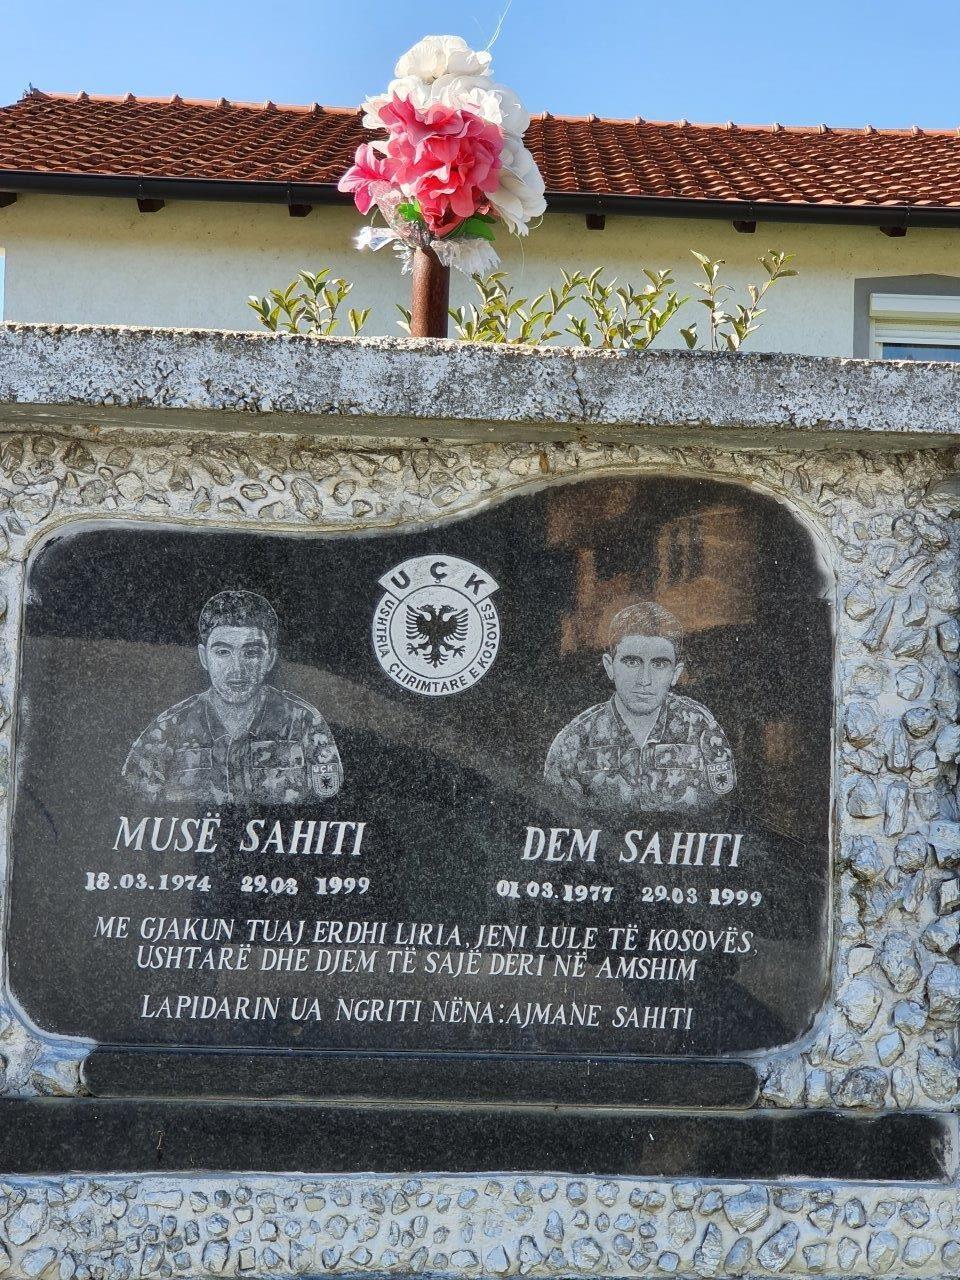 UÇK
USHTRIA ÇLIRIMTARE E KOSOVËS
UÇK
UÇK
MUSË SAHITI
18.03.1974 29.03 1999
DEM SAHITI
01.03.1977 29.03 1999
ME GJAKUN TUAJ ERDHI LIRIA, JENI LULE TË KOSOVËS,
USHTARË DHE DJEM TË SAJË DERI NË AMSHIM
LAPIDARIN UA NGRITI NËNA: AJMANE SAHITI